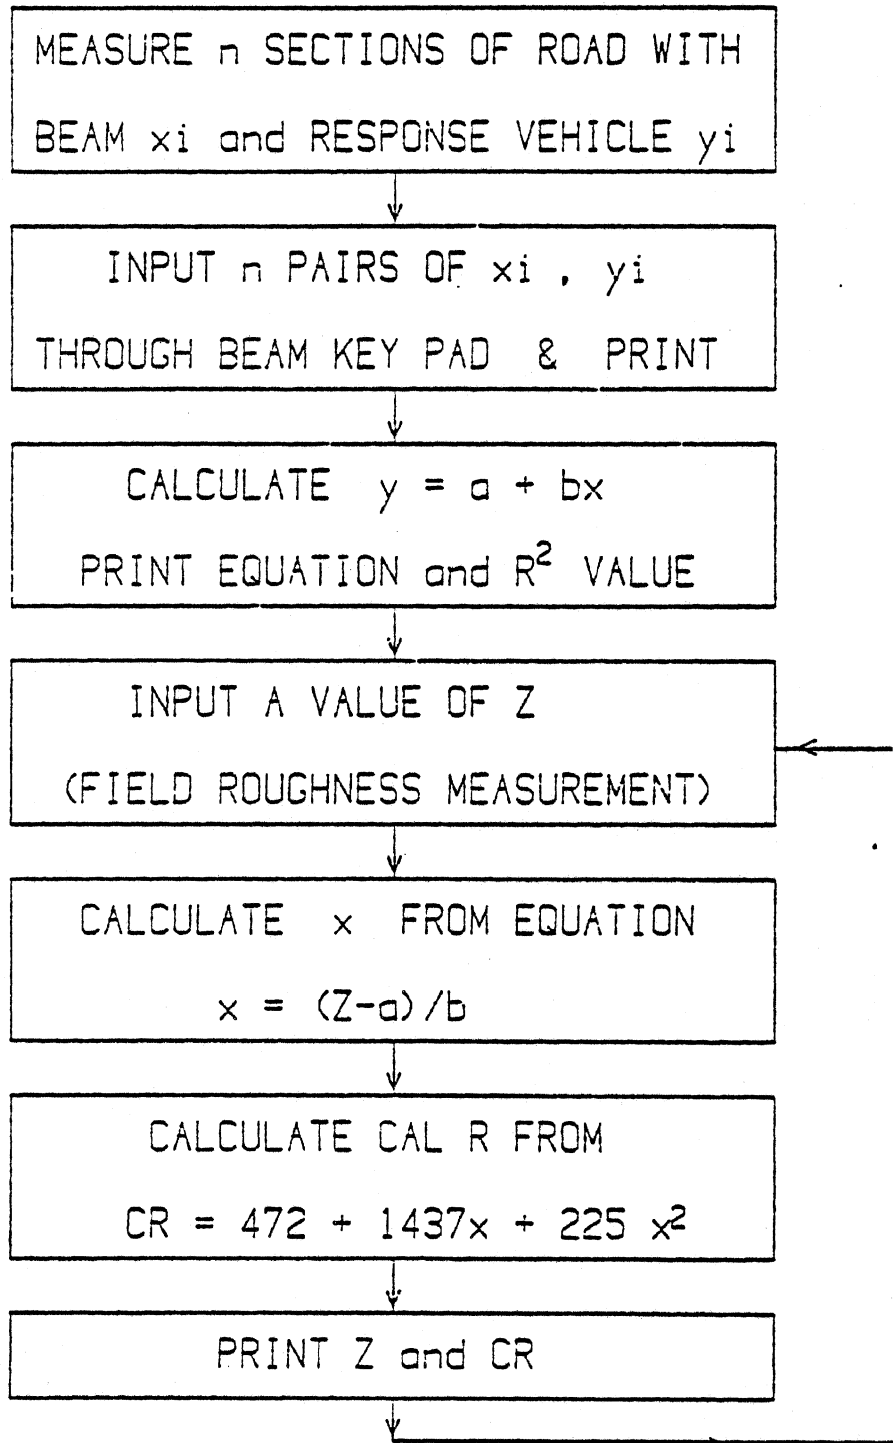 MEASURE n SECTIONS OF ROAD WITH
BEAM xi and RESPONSE VEHICLE yi
INPUT n PAIRS OF xi , yi
THROUGH BEAM KEY PAD & PRINT
CALCULATE y = a + bx
PRINT EQUATION and R² VALUE
INPUT A VALUE OF Z
(FIELD ROUGHNESS MEASUREMENT)
CALCULATE x FROM EQUATION
x = (Z-a)/b
CALCULATE CAL R FROM
CR = 472 + 1437x + 225 x²
PRINT Z and CR